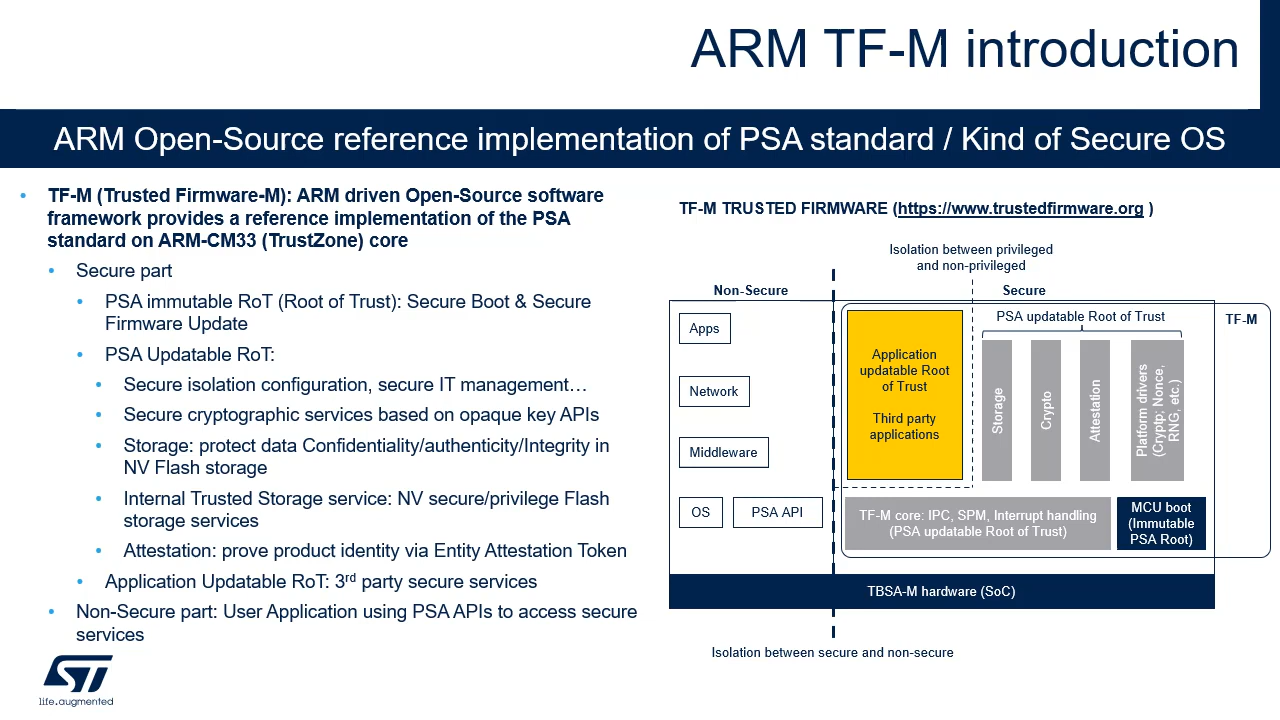 ARM TF-M introduction
ARM Open-Source reference implementation of PSA standard / Kind of Secure OS
• TF-M (Trusted Firmware-M): ARM driven Open-Source software
framework provides a reference implementation of the PSA
standard on ARM-CM33 (TrustZone) core
• Secure part
• PSA immutable RoT (Root of Trust): Secure Boot & Secure
Firmware Update
• PSA Updatable RoT:
• Secure isolation configuration, secure IT management…
• Secure cryptographic services based on opaque key APIs
• Storage: protect data Confidentiality/authenticity/Integrity in
NV Flash storage
• Internal Trusted Storage service: NV secure/privilege Flash
storage services
• Attestation: prove product identity via Entity Attestation Token
• Application Updatable RoT: 3rd party secure services
• Non-Secure part: User Application using PSA APIs to access secure
services
TF-M TRUSTED FIRMWARE (https://www.trustedfirmware.org )
Isolation between privileged
and non-privileged
Non-Secure
Secure
TF-M
Apps
Network
Middleware
OS
PSA API
Application
updatable Root
of Trust
Third party
applications
PSA updatable Root of Trust
Storage
Crypto
Attestation
Platform drivers
(Cryptp; Nonce,
RNG, etc.)
TF-M core: IPC, SPM, Interrupt handling
(PSA updatable Root of Trust)
MCU boot
(Immutable
PSA Root)
TBSA-M hardware (SoC)
Isolation between secure and non-secure
ST
life.augmented